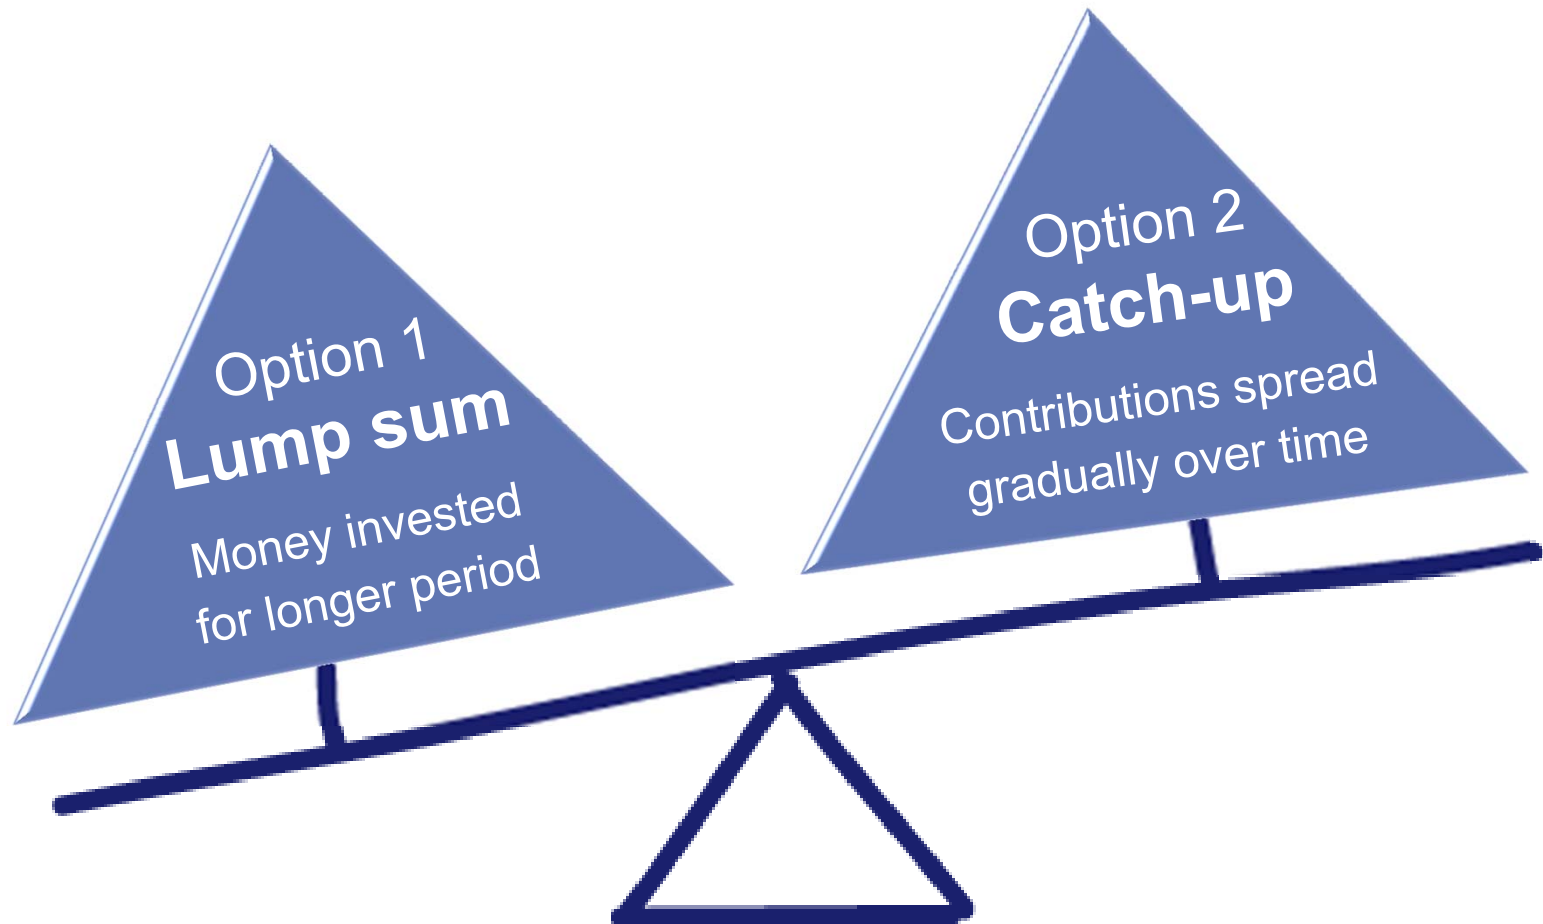 Option 1
Lump sum
Money invested
for longer period
Option 2
Catch-up
Contributions spread
gradually over time